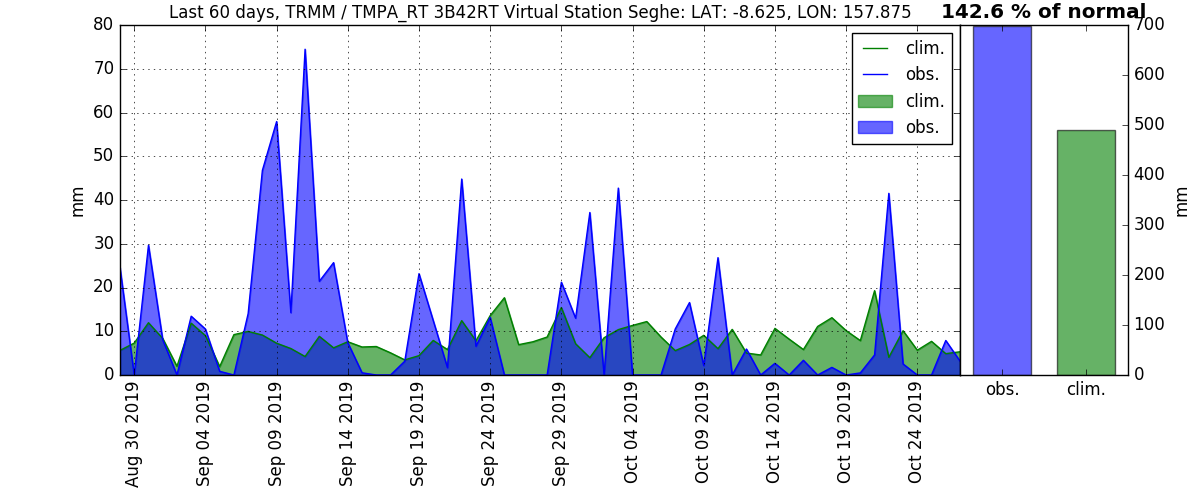 Last 60 days, TRMM / TMPA_RT 3B42RT Virtual Station Seghe: LAT: -8.625, LON: 157.875
142.6 % of normal
80
70
60
50
40
30
20
10
0
mm
clim.
obs.
clim.
obs.
700
600
500
400
300
200
100
0
mm
obs.
clim.
Aug 30 2019
Sep 04 2019
Sep 09 2019
Sep 14 2019
Sep 19 2019
Sep 24 2019
Sep 29 2019
Oct 04 2019
Oct 09 2019
Oct 14 2019
Oct 19 2019
Oct 24 2019